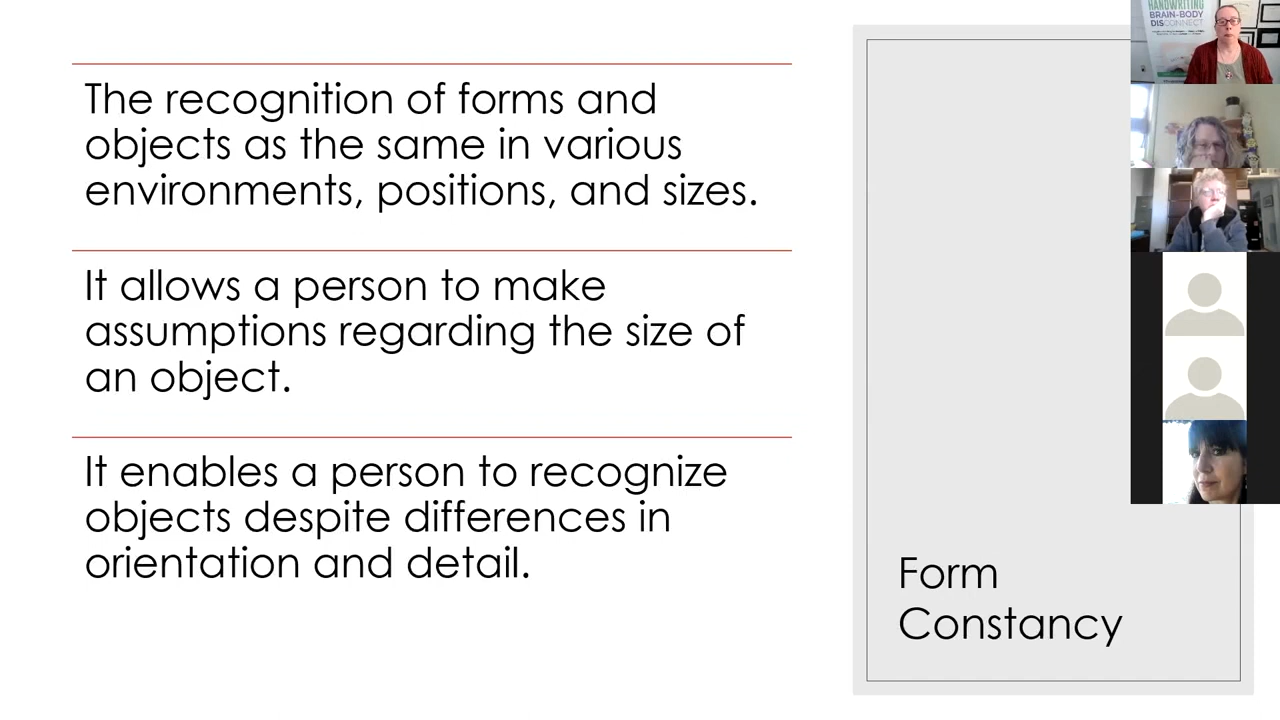 The recognition of forms and
objects as the same in various
environments, positions, and sizes.
It allows a person to make
assumptions regarding the size of
an object.
It enables a person to recognize
objects despite differences in
orientation and detail.
Form
Constancy
HANDWRITING
BRAIN-BODY
DISCONNECT